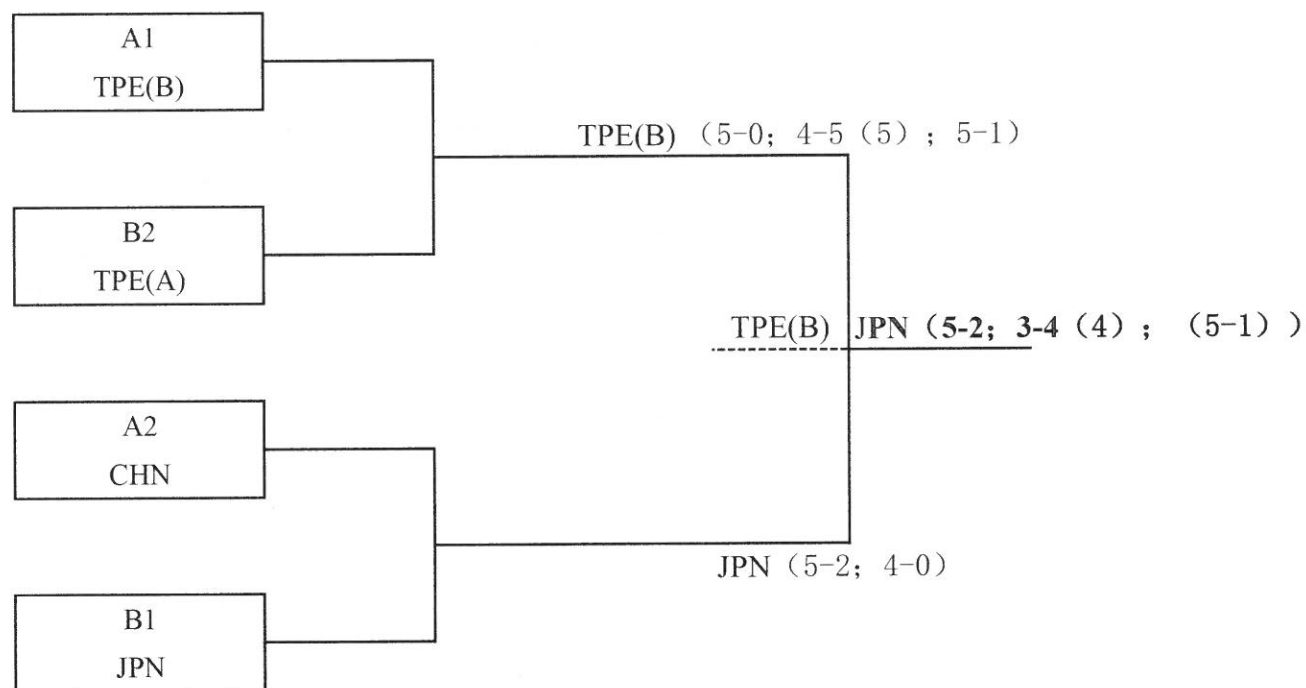 A1
TPE(B)
TPE(B)（5-0；4-5（5）；5-1）
B2
TPE(A)
TPE(B) JPN（5-2；3-4（4）；（5-1））
A2
CHN
JPN（5-2；4-0）
B1
JPN